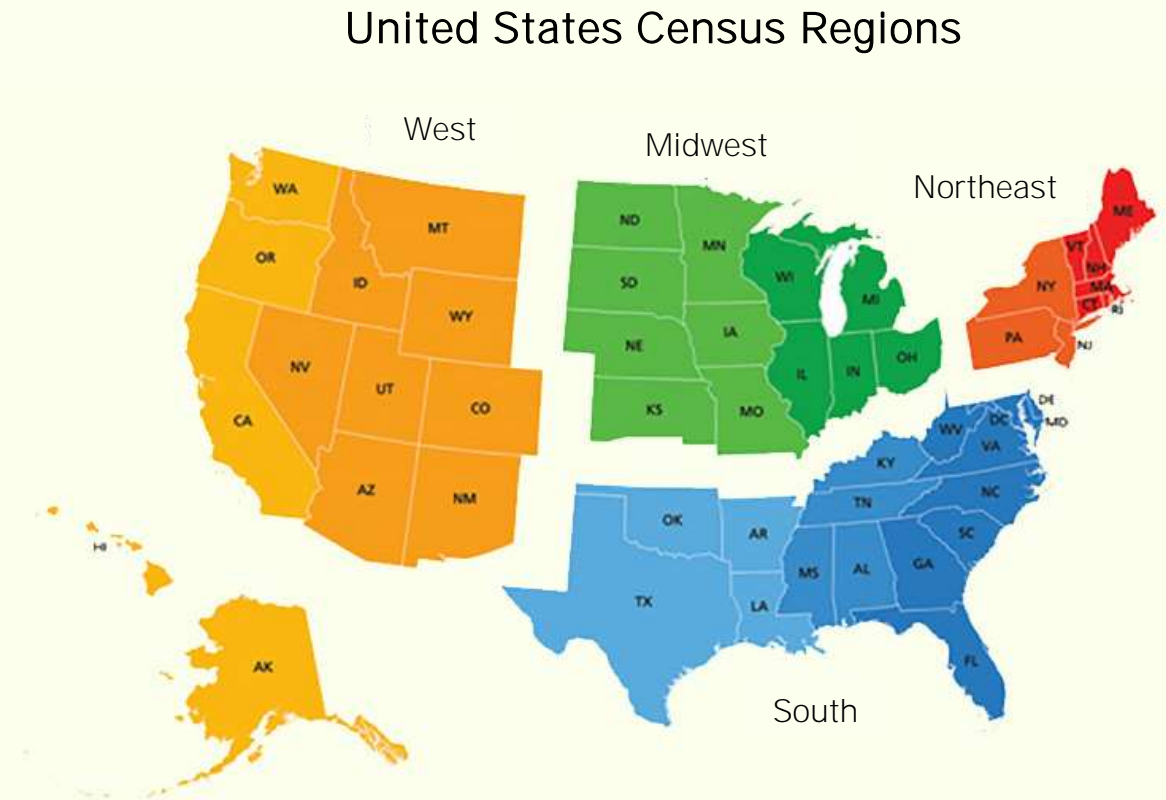 United States Census Regions
West
Midwest
Northeast
WA
MT
OR
ID
WY
NV
UT
CO
CA
AZ
NM
HI
AK
ND
MN
SD
WI
MI
NE
IA
IL
IN
OH
KS
MO
ME
VT
NH
NY
MA
CT
RI
PA
NJ
DE
MD
DC
WV
VA
KY
NC
TN
OK
AR
SC
MS
AL
GA
TX
LA
FL
South